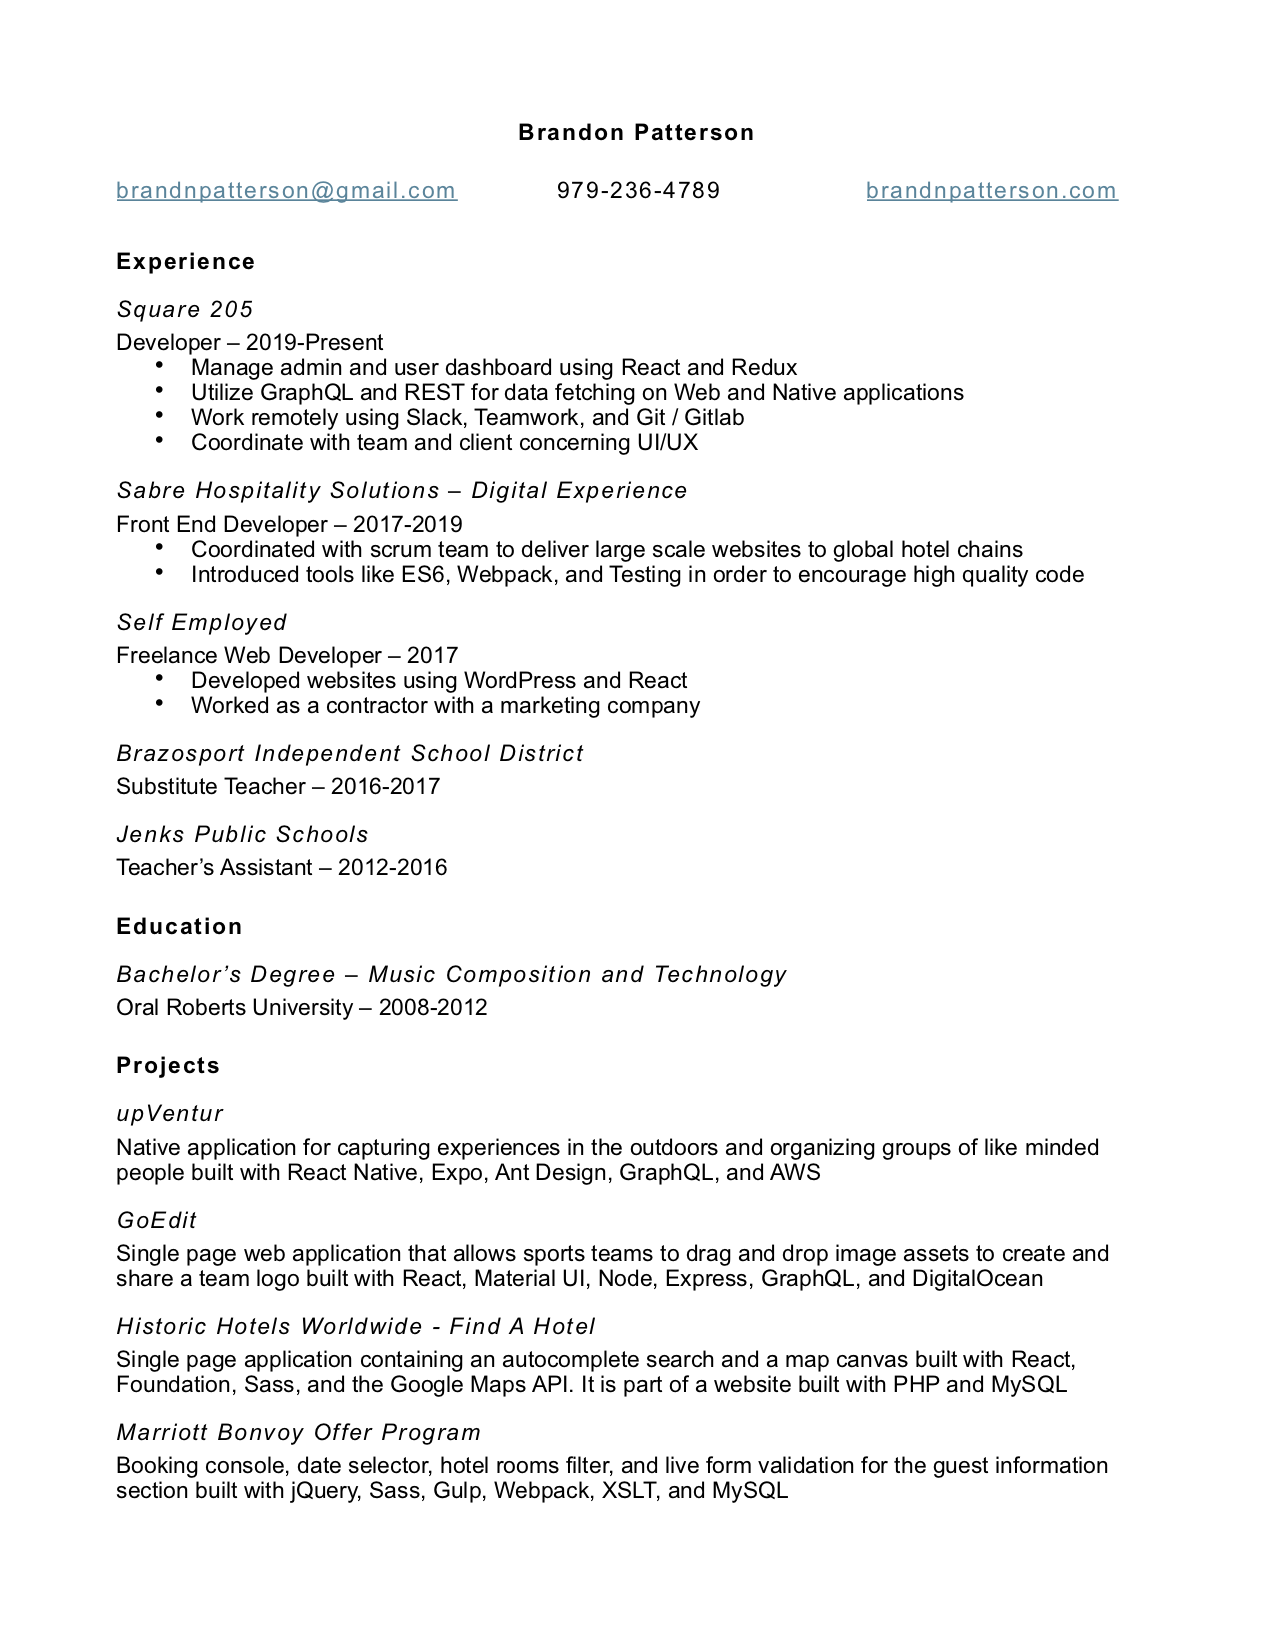 Brandon Patterson
brandnpatterson@gmail.com 979-236-4789 brandnpatterson.com
Experience
Square 205
Developer – 2019-Present
• Manage admin and user dashboard using React and Redux
• Utilize GraphQL and REST for data fetching on Web and Native applications
• Work remotely using Slack, Teamwork, and Git / Gitlab
• Coordinate with team and client concerning UI/UX
Sabre Hospitality Solutions – Digital Experience
Front End Developer – 2017-2019
• Coordinated with scrum team to deliver large scale websites to global hotel chains
• Introduced tools like ES6, Webpack, and Testing in order to encourage high quality code
Self Employed
Freelance Web Developer – 2017
• Developed websites using WordPress and React
• Worked as a contractor with a marketing company
Brazosport Independent School District
Substitute Teacher – 2016-2017
Jenks Public Schools
Teacher’s Assistant – 2012-2016
Education
Bachelor’s Degree – Music Composition and Technology
Oral Roberts University – 2008-2012
Projects
upVentur
Native application for capturing experiences in the outdoors and organizing groups of like minded
people built with React Native, Expo, Ant Design, GraphQL, and AWS
GoEdit
Single page web application that allows sports teams to drag and drop image assets to create and
share a team logo built with React, Material UI, Node, Express, GraphQL, and DigitalOcean
Historic Hotels Worldwide - Find A Hotel
Single page application containing an autocomplete search and a map canvas built with React,
Foundation, Sass, and the Google Maps API. It is part of a website built with PHP and MySQL
Marriott Bonvoy Offer Program
Booking console, date selector, hotel rooms filter, and live form validation for the guest information
section built with jQuery, Sass, Gulp, Webpack, XSLT, and MySQL